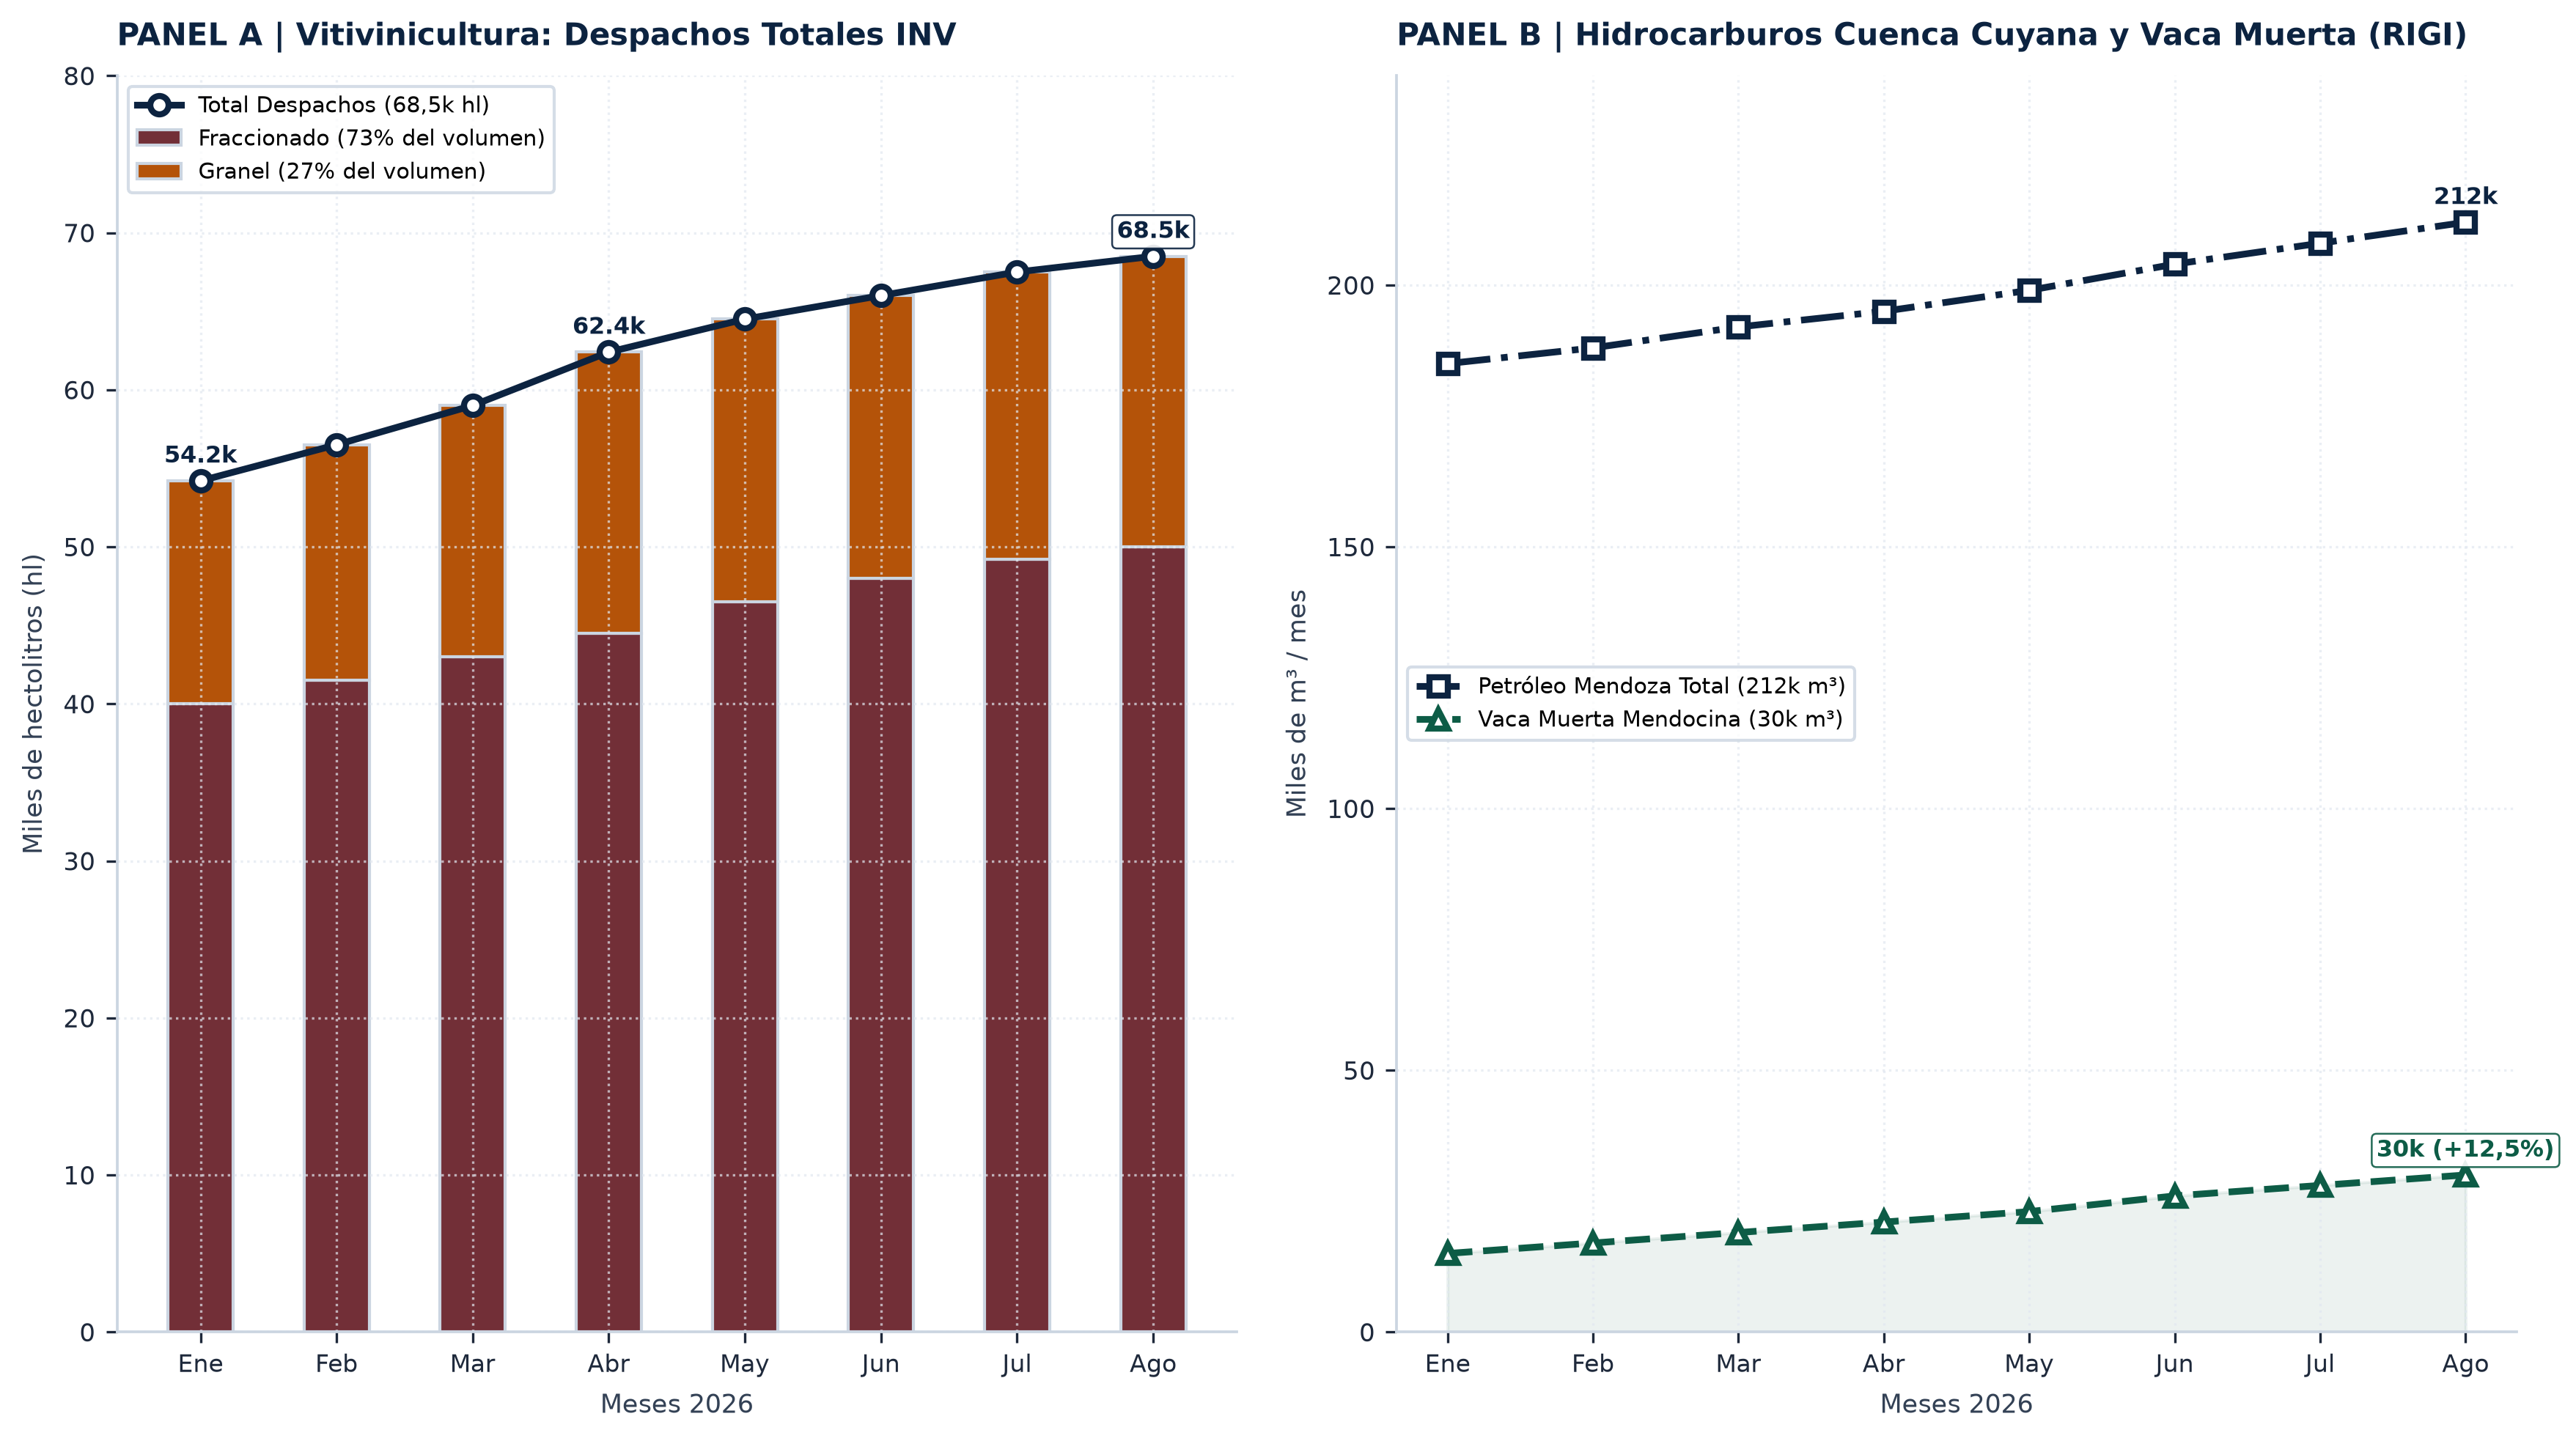 PANEL A | Vitivinicultura: Despachos Totales INV
Total Despachos (68,5k hl)
Fraccionado (73% del volumen)
Granel (27% del volumen)
80
70
60
50
40
30
20
10
0
Miles de hectolitros (hl)
54.2k
62.4k
68.5k
Ene Feb Mar Abr May Jun Jul Ago
Meses 2026
PANEL B | Hidrocarburos Cuenca Cuyana y Vaca Muerta (RIGI)
200
150
100
50
0
Miles de m³ / mes
212k
Petróleo Mendoza Total (212k m³)
Vaca Muerta Mendocina (30k m³)
30k (+12,5%)
Ene Feb Mar Abr May Jun Jul Ago
Meses 2026